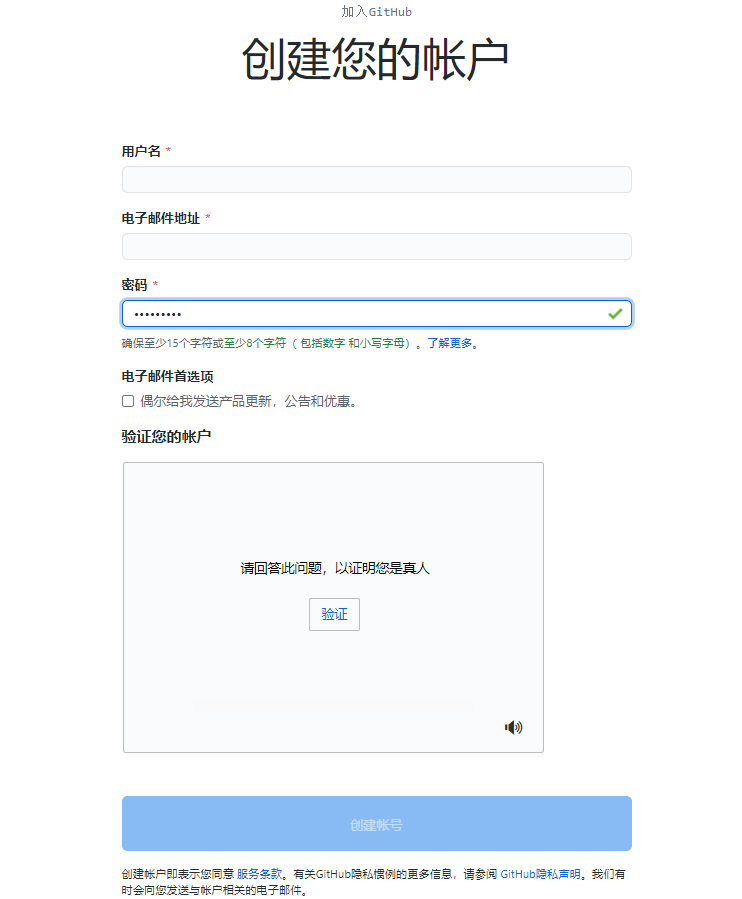 加入GitHub
创建您的帐户
用户名 *
电子邮件地址 *
密码 *
•••••••••
确保至少15个字符或至少8个字符（ 包括数字 和小写字母）。了解更多。
电子邮件首选项
偶尔给我发送产品更新，公告和优惠。
验证您的帐户
请回答此问题，以证明您是真人
验证
创建帐号
创建帐户即表示您同意 服务条款。有关GitHub隐私惯例的更多信息，请参阅 GitHub隐私声明。我们有
时会向您发送与帐户相关的电子邮件。